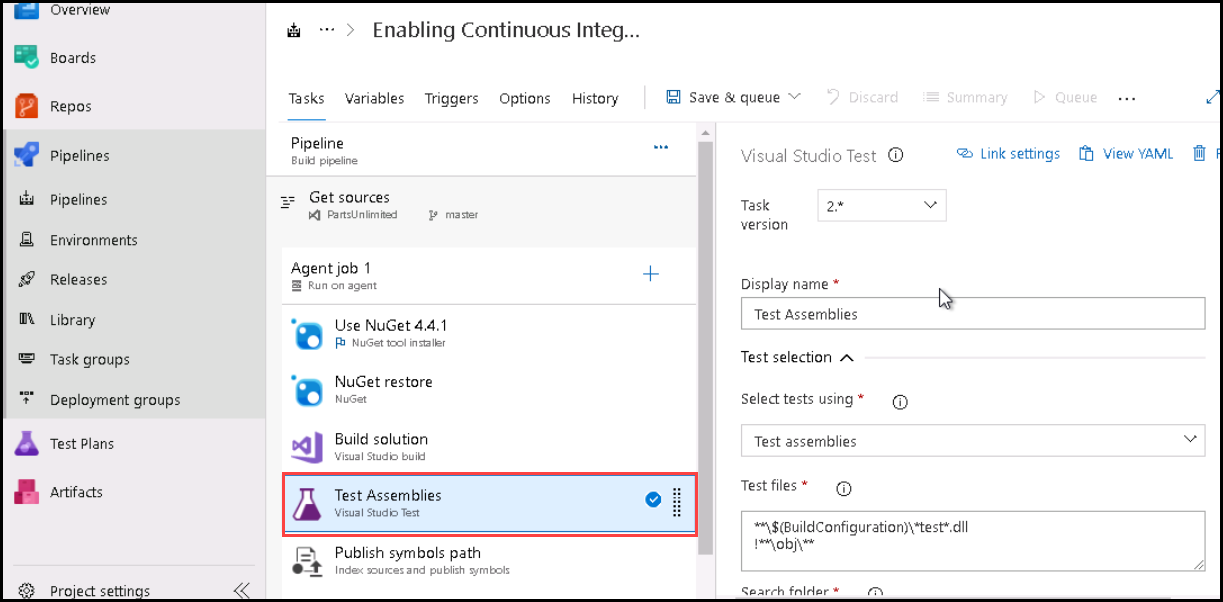 Overview
Boards
Repos
Pipelines
Pipelines
Environments
Releases
Library
Task groups
Deployment groups
Test Plans
Artifacts
Project settings
··· > Enabling Continuous Integ...
Tasks Variables Triggers Options History Save & queue Discard Summary Queue ...
Pipeline
Build pipeline
Get sources
PartsUnlimited master
Agent job 1
Run on agent
Use NuGet 4.4.1
NuGet tool installer
NuGet restore
NuGet
Build solution
Visual Studio build
Test Assemblies
Visual Studio Test
Publish symbols path
Index sources and publish symbols
Visual Studio Test Link settings View YAML
Task
version
2.*
Display name *
Test Assemblies
Test selection
Select tests using *
Test assemblies
Test files *
**\$(BuildConfiguration)\*test*.dll
!**\obj\**
Search folder *